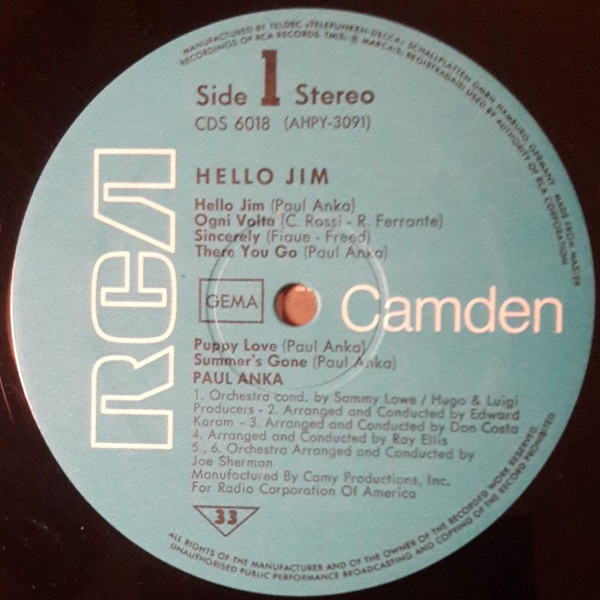 MANUFACTURED BY TELDEC »TELEFUNKEN-DECCA« SCHALLPLATTEN GMBH, HAMBURG, GERMANY MADE FROM MASTER
RECORDINGS OF RCA RECORDS. TM(S) ® MARCA(S) REGISTRADA(S) USED BY AUTHORITY OF RCA CORPORATION
Side 1 Stereo
CDS 6018 (AHPY-3091)
HELLO JIM
Hello Jim (Paul Anka)
Ogni Volta (C. Rossi - R. Ferrante)
Sincerely (Fiaue - Freed)
There You Go (Paul Anka)
RCA
GEMA
Camden
Puppy Love (Paul Anka)
Summer's Gone (Paul Anka)
PAUL ANKA
1. Orchestra cond. by Sammy Lowe / Hugo & Luigi
Producers - 2. Arranged and Conducted by Edward
Karam - 3. Arranged and Conducted by Don Costa
4. Arranged and Conducted by Ray Ellis
5., 6. Orchestra Arranged and Conducted by
Joe Sherman
Manufactured By Camy Productions, Inc.
For Radio Corporation Of America
33
ALL RIGHTS OF THE MANUFACTURER AND OF THE OWNER OF THE RECORDED WORK RESERVED
UNAUTHORISED PUBLIC PERFORMANCE BROADCASTING AND COPYING OF THE RECORD PROHIBITED